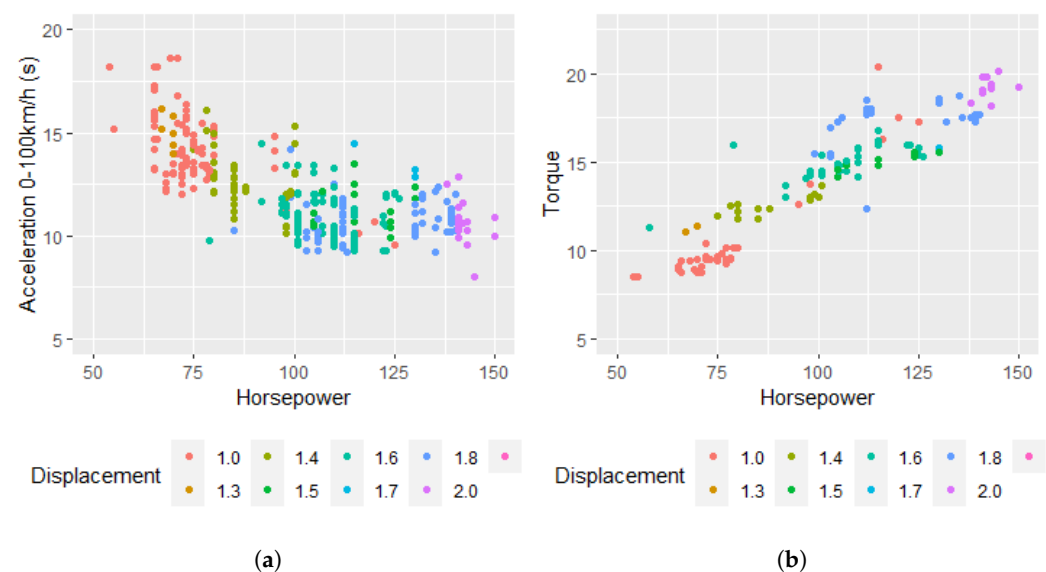 20
15
10
5
Acceleration 0-100km/h (s)
50 75 100 125 150
Horsepower
Displacement 1.0 1.4 1.6 1.8
1.3 1.5 1.7 2.0
(a)
20
15
10
5
Torque
50 75 100 125 150
Horsepower
Displacement 1.0 1.4 1.6 1.8
1.3 1.5 1.7 2.0
(b)